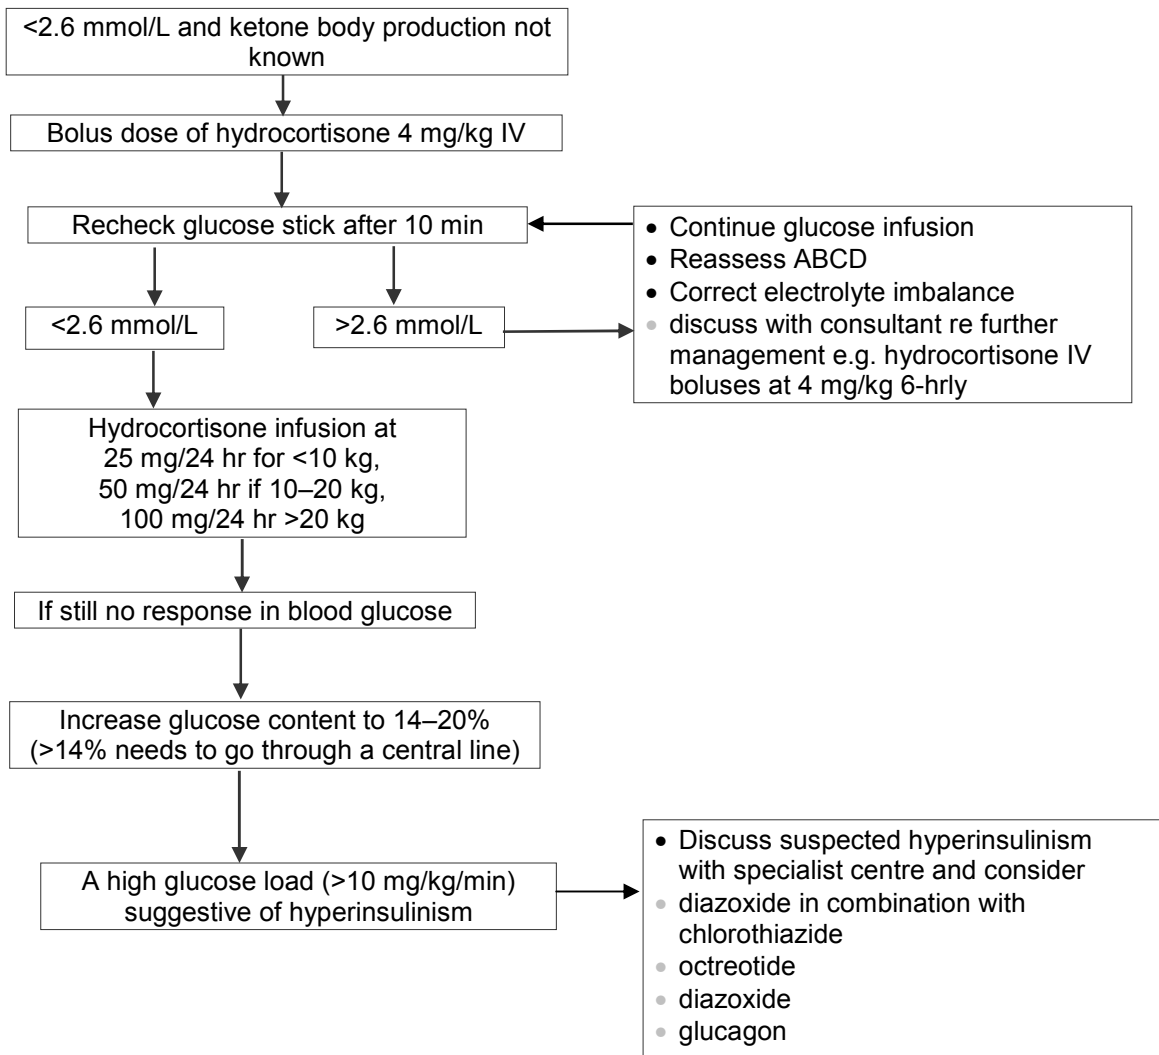 <2.6 mmol/L and ketone body production not
known
Bolus dose of hydrocortisone 4 mg/kg IV
Recheck glucose stick after 10 min
• Continue glucose infusion
• Reassess ABCD
• Correct electrolyte imbalance
• discuss with consultant re further
management e.g. hydrocortisone IV
boluses at 4 mg/kg 6-hrly
<2.6 mmol/L
>2.6 mmol/L
Hydrocortisone infusion at
25 mg/24 hr for <10 kg,
50 mg/24 hr if 10–20 kg,
100 mg/24 hr >20 kg
If still no response in blood glucose
Increase glucose content to 14–20%
(>14% needs to go through a central line)
A high glucose load (>10 mg/kg/min)
suggestive of hyperinsulinism
• Discuss suspected hyperinsulinism
with specialist centre and consider
• diazoxide in combination with
chlorothiazide
• octreotide
• diazoxide
• glucagon